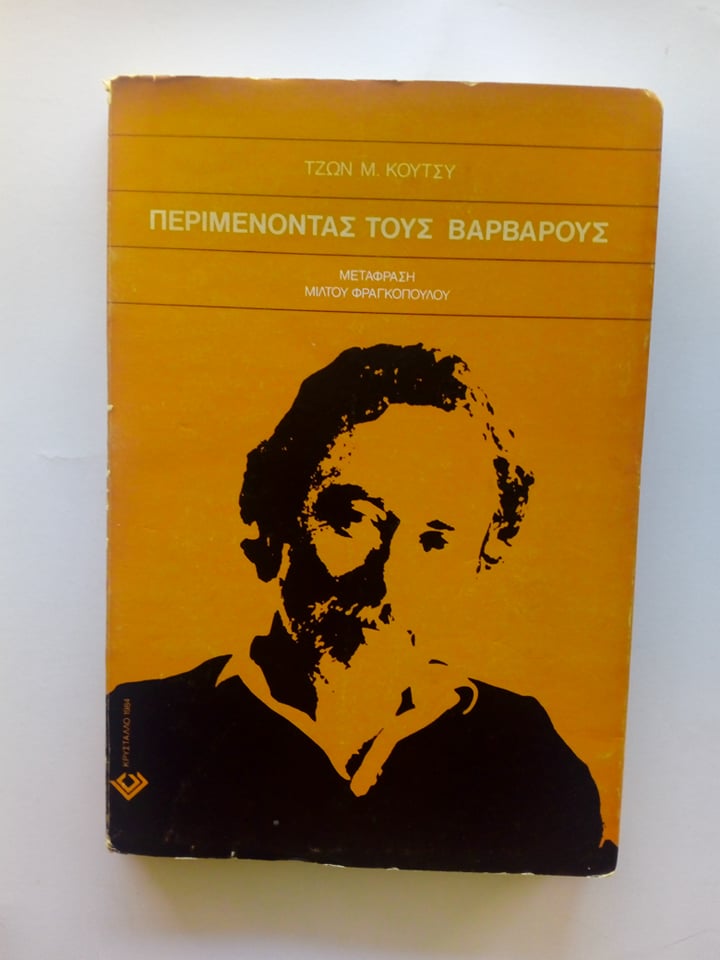 ΤΖΩΝ Μ. ΚΟΥΤΣΥ
ΠΕΡΙΜΕΝΟΝΤΑΣ ΤΟΥΣ ΒΑΡΒΑΡΟΥΣ
ΜΕΤΑΦΡΑΣΗ
ΜΙΛΤΟΥ ΦΡΑΓΚΟΠΟΥΛΟΥ
ΚΡΥΣΤΑΛΛΟ 1984